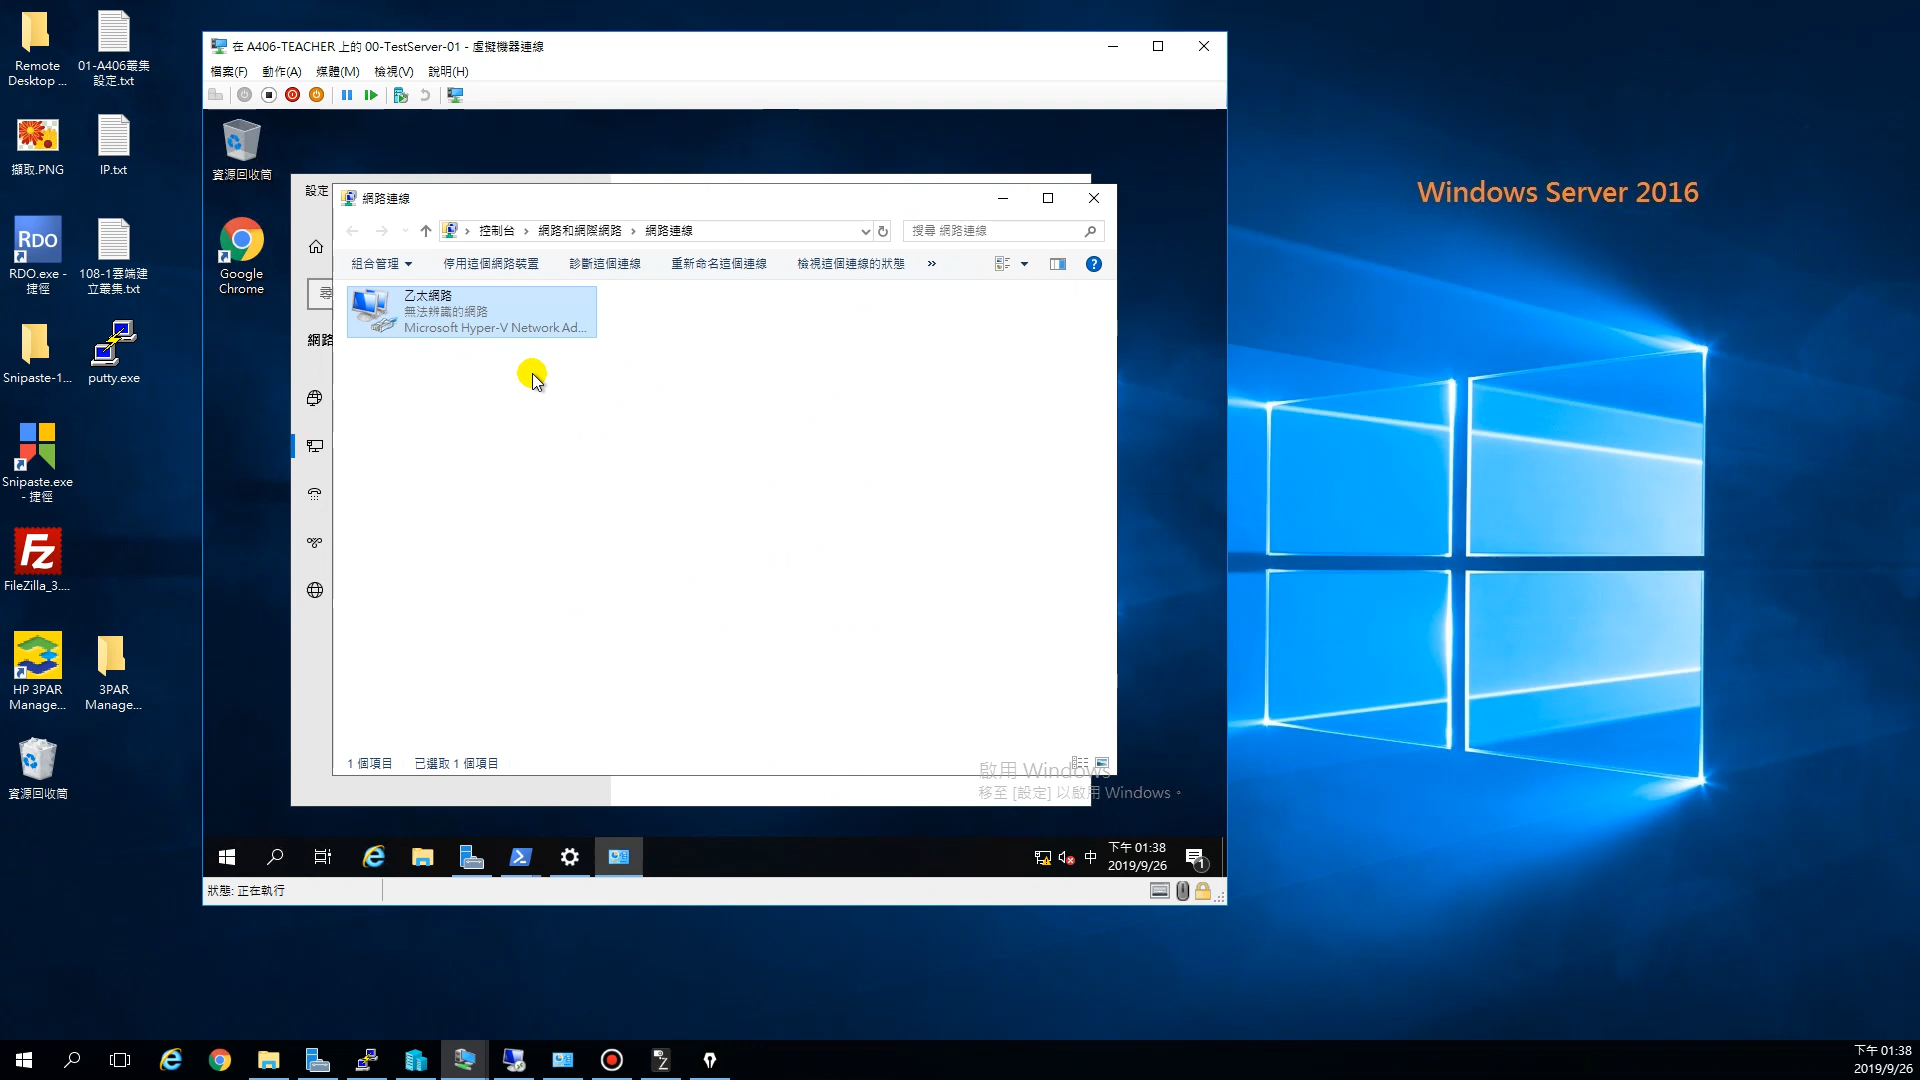 Remote
Desktop ...
01-A406叢集
設定.txt
擷取.PNG
IP.txt
RDO
RDO.exe -
捷徑
108-1雲端建
立叢集.txt
Snipaste-1...
putty.exe
Snipaste.exe
- 捷徑
FileZilla_3....
HP 3PAR
Manage...
3PAR
Manage...
資源回收筒
在 A406-TEACHER 上的 00-TestServer-01 - 虛擬機器連線
檔案(F) 動作(A) 媒體(M) 檢視(V) 說明(H)
資源回收筒
Google
Chrome
設定
尋
網路
網路連線
控制台 網路和網際網路 網路連線
搜尋 網路連線
組合管理 停用這個網路裝置 診斷這個連線 重新命名這個連線 檢視這個連線的狀態 »
乙太網路
無法辨識的網路
Microsoft Hyper-V Network Ad...
1 個項目 已選取 1 個項目
啟用 Windows
移至 [設定] 以啟用 Windows。
中
下午 01:38
2019/9/26
1
狀態: 正在執行
Windows Server 2016
下午 01:38
2019/9/26